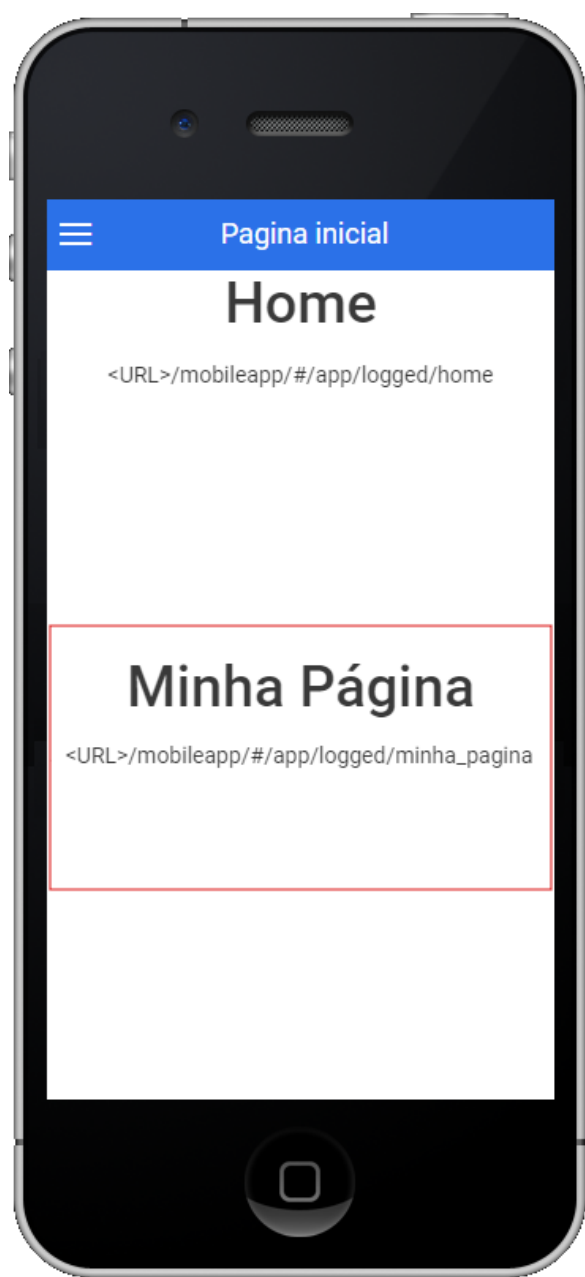 Pagina inicial
Home
<URL>/mobileapp/#/app/logged/home
Minha Página
<URL>/mobileapp/#/app/logged/minha_pagina